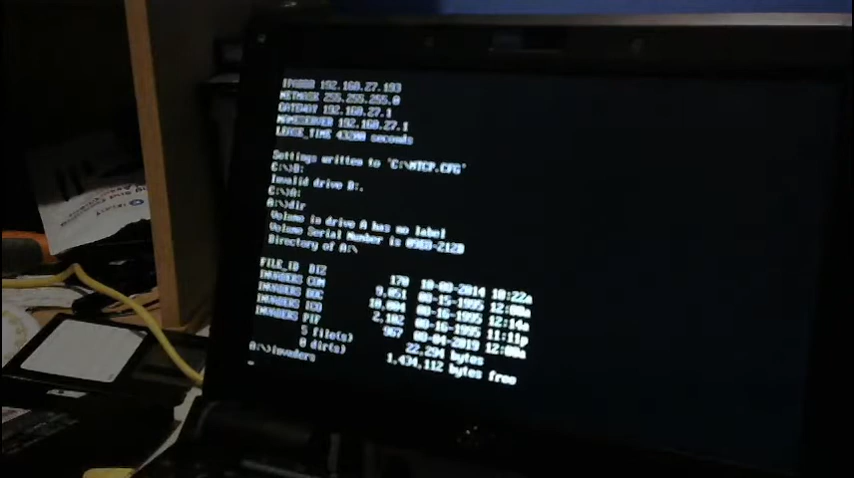 IPADDR 192.168.27.193
NETMASK 255.255.255.0
GATEWAY 192.168.27.1
NAMESERVER 192.168.27.1
LEASE_TIME 43200 seconds
Settings written to 'C:\MTCP.CFG'
C:\>B:
Invalid drive B:.
C:\>A:
A:\>dir
Volume in drive A has no label
Volume Serial Number is
Directory of A:\
FILE_ID DIZ 170 10-08-2014 10:22a
INVADERS COM 9,051 08-15-1995 12:00a
INVADERS DOC 10,004 08-16-1995 12:14a
INVADERS ICO 2,102 08-16-1995 11:11p
INVADERS PIF 967 08-04-2019 12:00a
5 file(s) 22,294 bytes
0 dir(s) 1,434,112 bytes free
A:\>invaders